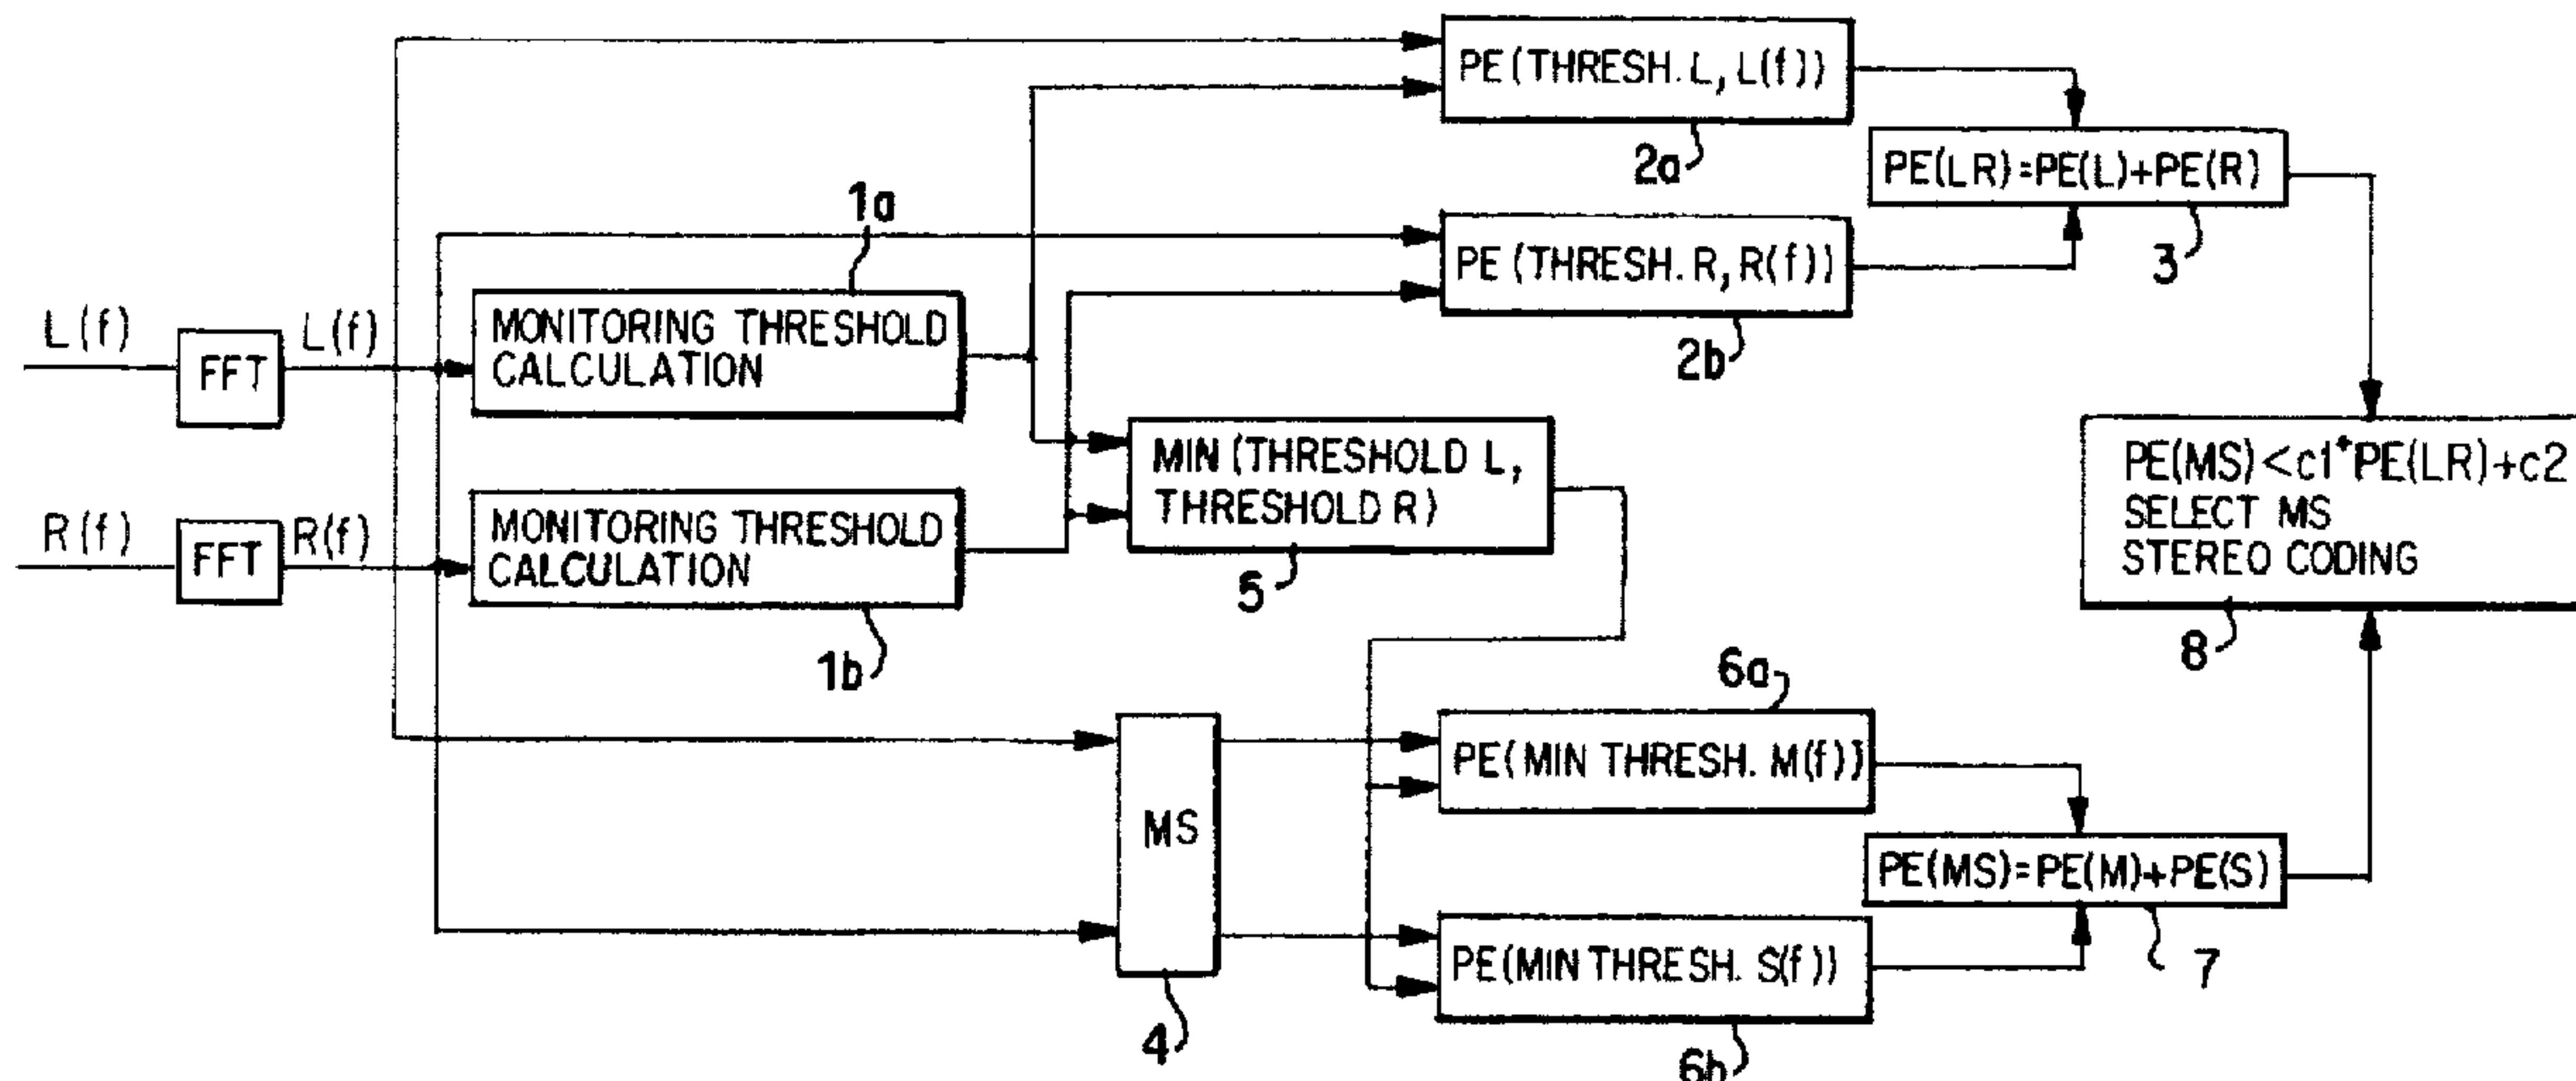 PE(THRESH. L, L(f))
2a
PE(LR)=PE(L)+PE(R)
3
1a
PE (THRESH. R, R(f))
2b
L(f)
FFT
L(f)
MONITORING THRESHOLD
CALCULATION
MIN (THRESHOLD L,
THRESHOLD R)
5
PE(MS)<c1*PE(LR)+c2
SELECT MS
STEREO CODING
8
R(f)
FFT
R(f)
MONITORING THRESHOLD
CALCULATION
1b
6a
MS
4
PE(MIN THRESH. M(f)]
PE(MS)=PE(M)+PE(S)
7
PE(MIN THRESH. S(f))
6b